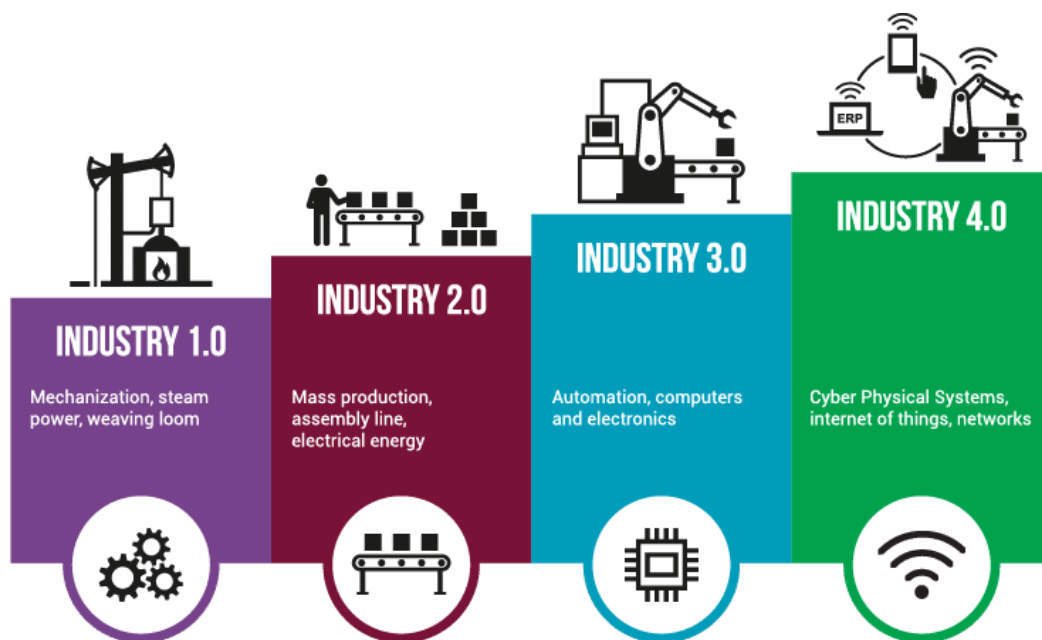 ERP
INDUSTRY 1.0
Mechanization, steam
power, weaving loom
INDUSTRY 2.0
Mass production,
assembly line,
electrical energy
INDUSTRY 3.0
Automation, computers
and electronics
INDUSTRY 4.0
Cyber Physical Systems,
internet of things, networks